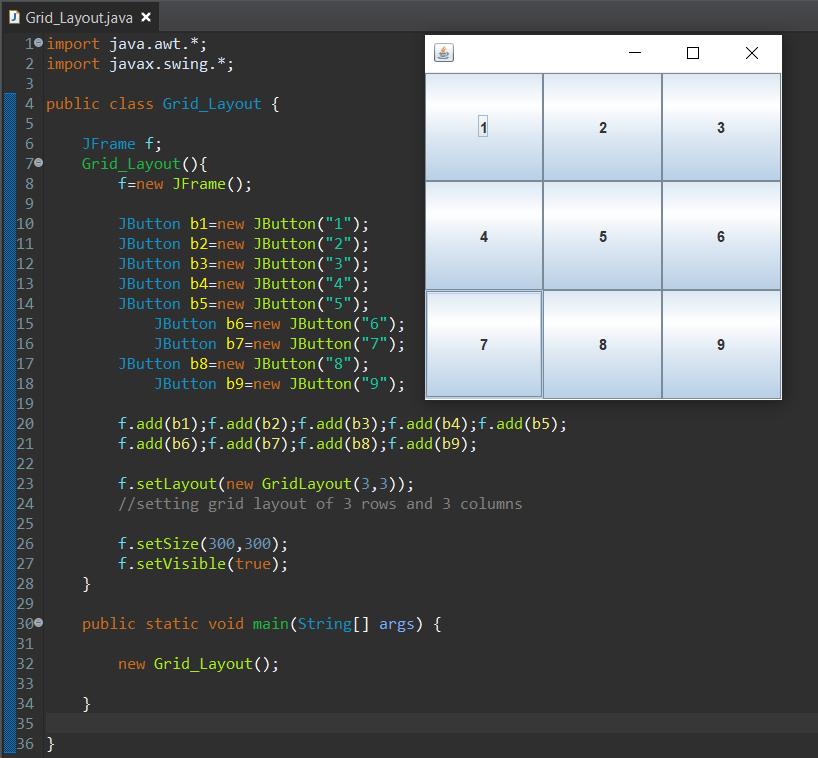 Grid_Layout.java
1 import java.awt.*;
2 import javax.swing.*;
3
4 public class Grid_Layout {
5
6     JFrame f;
7     Grid_Layout(){
8         f=new JFrame();
9
10         JButton b1=new JButton("1");
11         JButton b2=new JButton("2");
12         JButton b3=new JButton("3");
13         JButton b4=new JButton("4");
14         JButton b5=new JButton("5");
15             JButton b6=new JButton("6");
16             JButton b7=new JButton("7");
17         JButton b8=new JButton("8");
18             JButton b9=new JButton("9");
19
20         f.add(b1);f.add(b2);f.add(b3);f.add(b4);f.add(b5);
21         f.add(b6);f.add(b7);f.add(b8);f.add(b9);
22
23         f.setLayout(new GridLayout(3,3));
24         //setting grid layout of 3 rows and 3 columns
25
26         f.setSize(300,300);
27         f.setVisible(true);
28     }
29
30     public static void main(String[] args) {
31
32         new Grid_Layout();
33
34     }
35
36 }
1 2 3
4 5 6
7 8 9